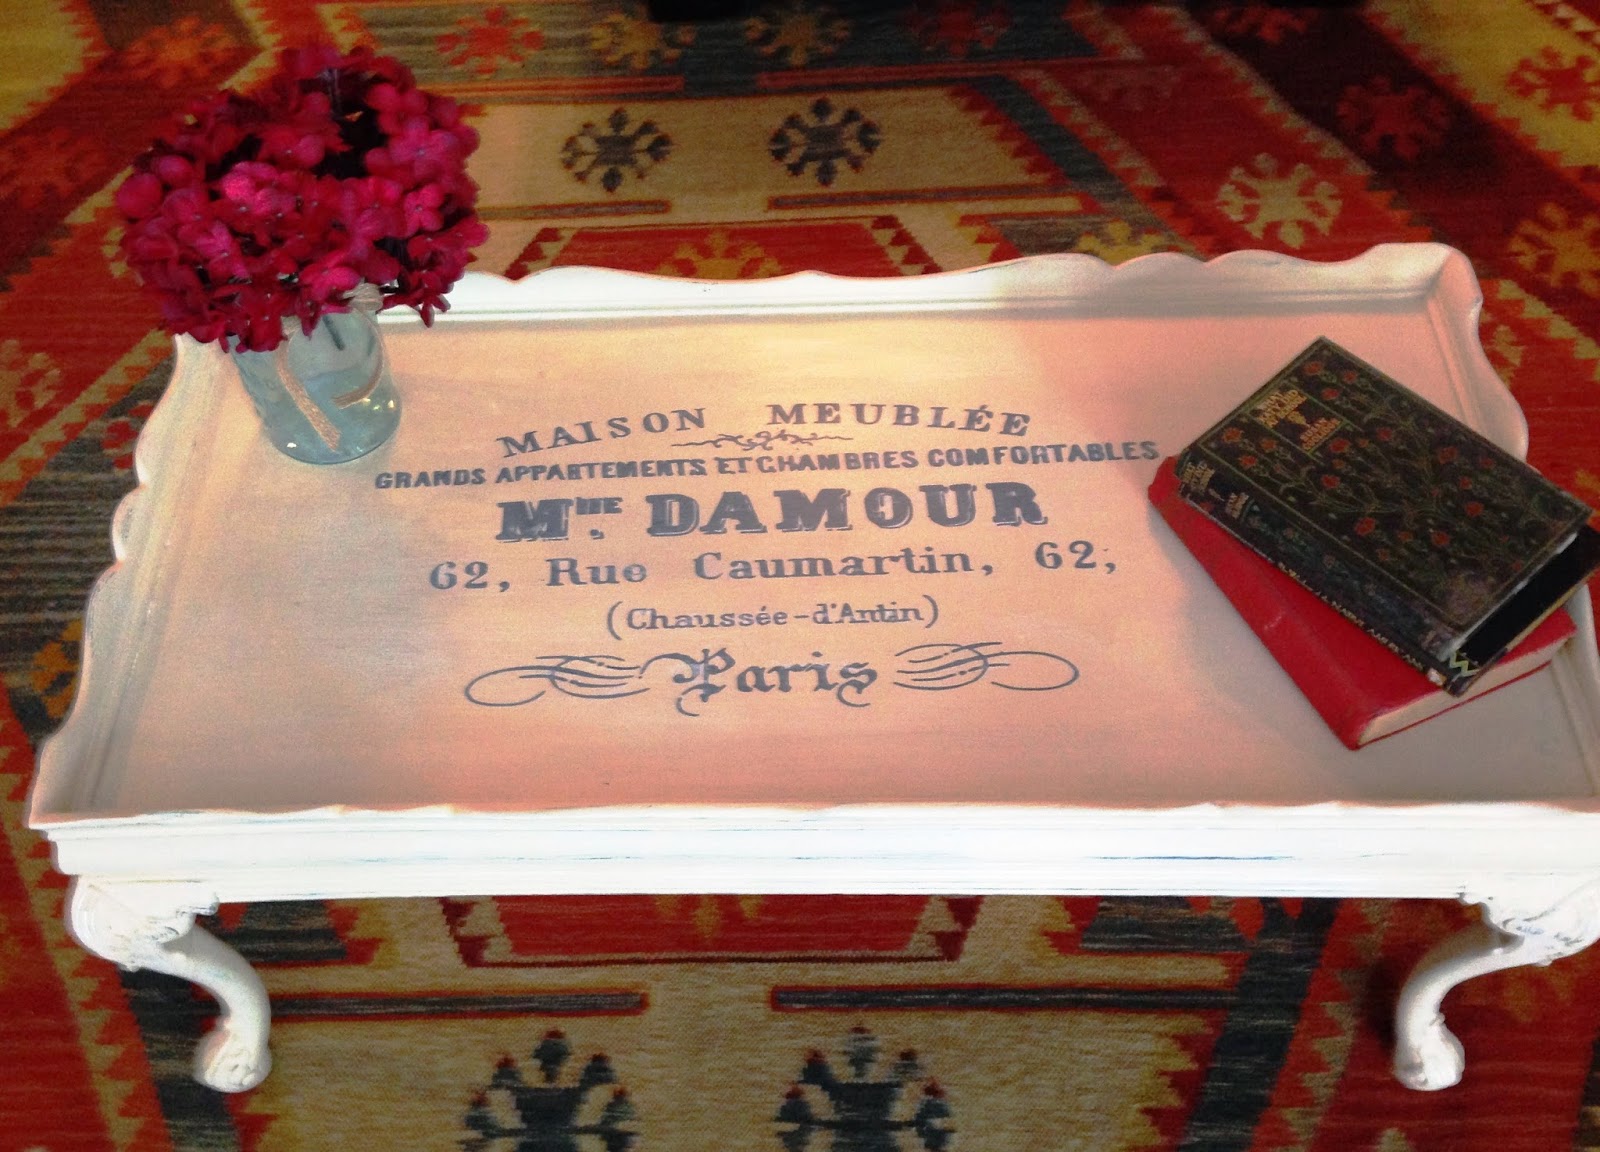 MAISON MEUBLÉE
GRANDS APPARTEMENTS ET CHAMBRES COMFORTABLES
Mme. DAMOUR
62, Rue Caumartin, 62,
(Chaussée-d'Antin)
Paris